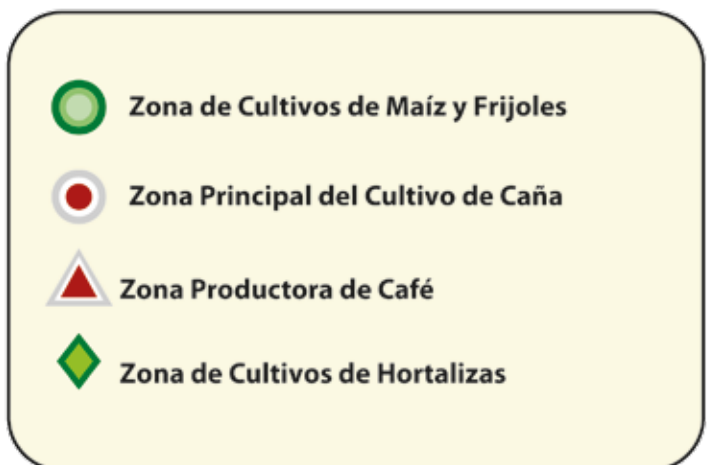 Zona de Cultivos de Maíz y Frijoles
Zona Principal del Cultivo de Caña
Zona Productora de Café
Zona de Cultivos de Hortalizas